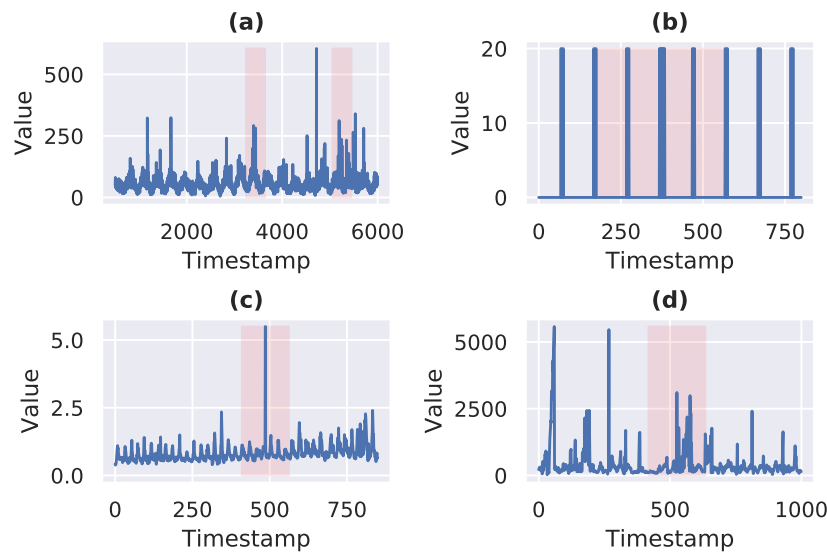 (a)
500
250
0
Value
2000 4000 6000
Timestamp
(b)
20
10
0
Value
0 250 500 750
Timestamp
(c)
5.0
2.5
0.0
Value
0 250 500 750
Timestamp
(d)
5000
2500
0
Value
0 500 1000
Timestamp